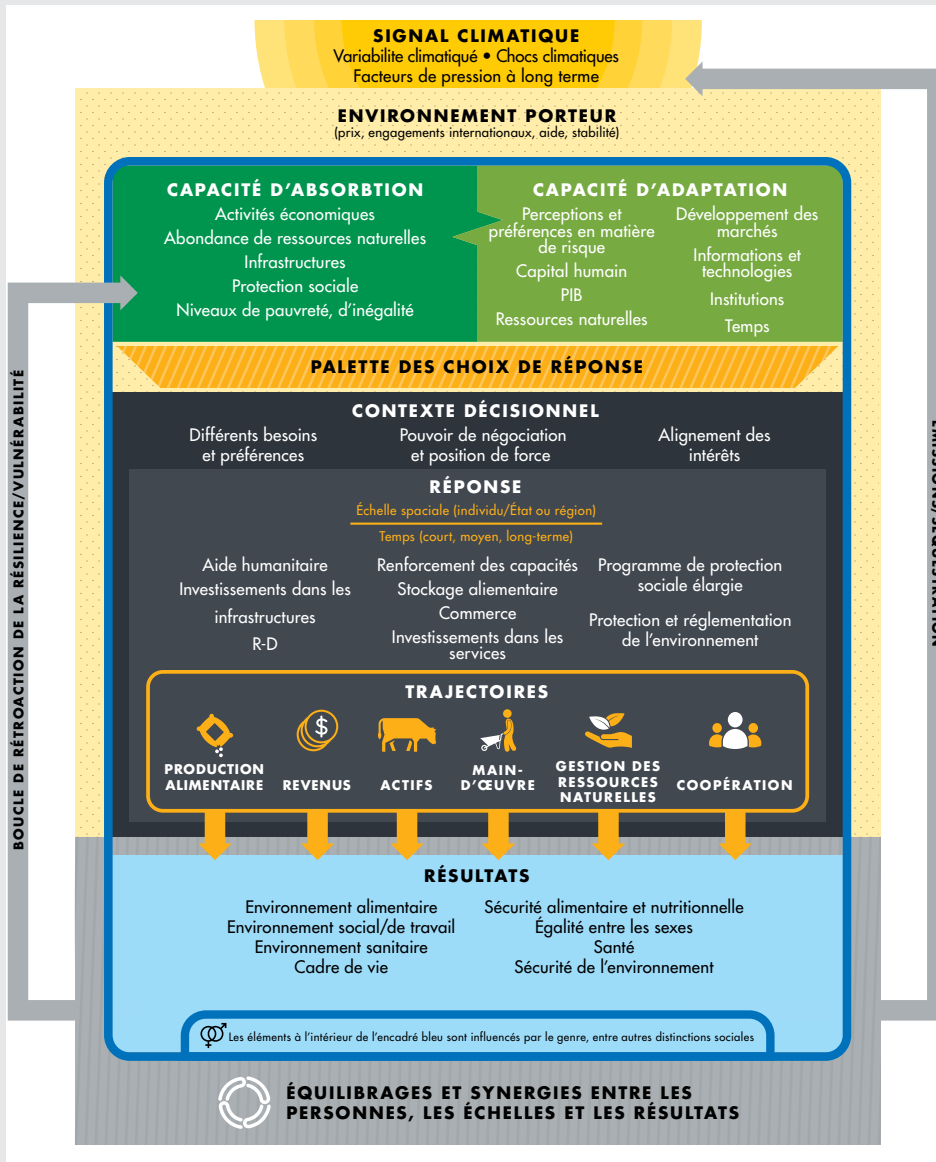 SIGNAL CLIMATIQUE
Variabilite climatiqué • Chocs climatiques
Facteurs de pression à long terme
ENVIRONNEMENT PORTEUR
(prix, engagements internationaux, aide, stabilité)
CAPACITÉ D'ABSORBTION
Activités économiques
Abondance de ressources naturelles
Infrastructures
Protection sociale
Niveaux de pauvreté, d'inégalité
CAPACITÉ D'ADAPTATION
Perceptions et
préférences en matière
de risque
Capital humain
PIB
Ressources naturelles
Développement des
marchés
Informations et
technologies
Institutions
Temps
PALETTE DES CHOIX DE RÉPONSE
CONTEXTE DÉCISIONNEL
Différents besoins
et préférences
Pouvoir de négociation
et position de force
Alignement des
intérêts
RÉPONSE
Échelle spaciale (individu/État ou région)
Temps (court, moyen, long-terme)
Aide humanitaire
Investissements dans les
infrastructures
R-D
Renforcement des capacités
Stockage aliementaire
Commerce
Investissements dans les
services
Programme de protection
sociale élargie
Protection et réglementation
de l'environnement
TRAJECTOIRES
$
PRODUCTION
ALIMENTAIRE
REVENUS
ACTIFS
MAIN-
D'ŒUVRE
GESTION DES
RESSOURCES
NATURELLES
COOPÉRATION
RÉSULTATS
Environnement alimentaire
Environnement social/de travail
Environnement sanitaire
Cadre de vie
Sécurité alimentaire et nutritionnelle
Égalité entre les sexes
Santé
Sécurité de l'environnement
Les éléments à l'intérieur de l'encadré bleu sont influencés par le genre, entre autres distinctions sociales
ÉQUILIBRAGES ET SYNERGIES ENTRE LES
PERSONNES, LES ÉCHELLES ET LES RÉSULTATS
BOUCLE DE RÉTROACTION DE LA RÉSILIENCE/VULNÉRABILITÉ
ÉMISSIONS/SÉQUESTRATION